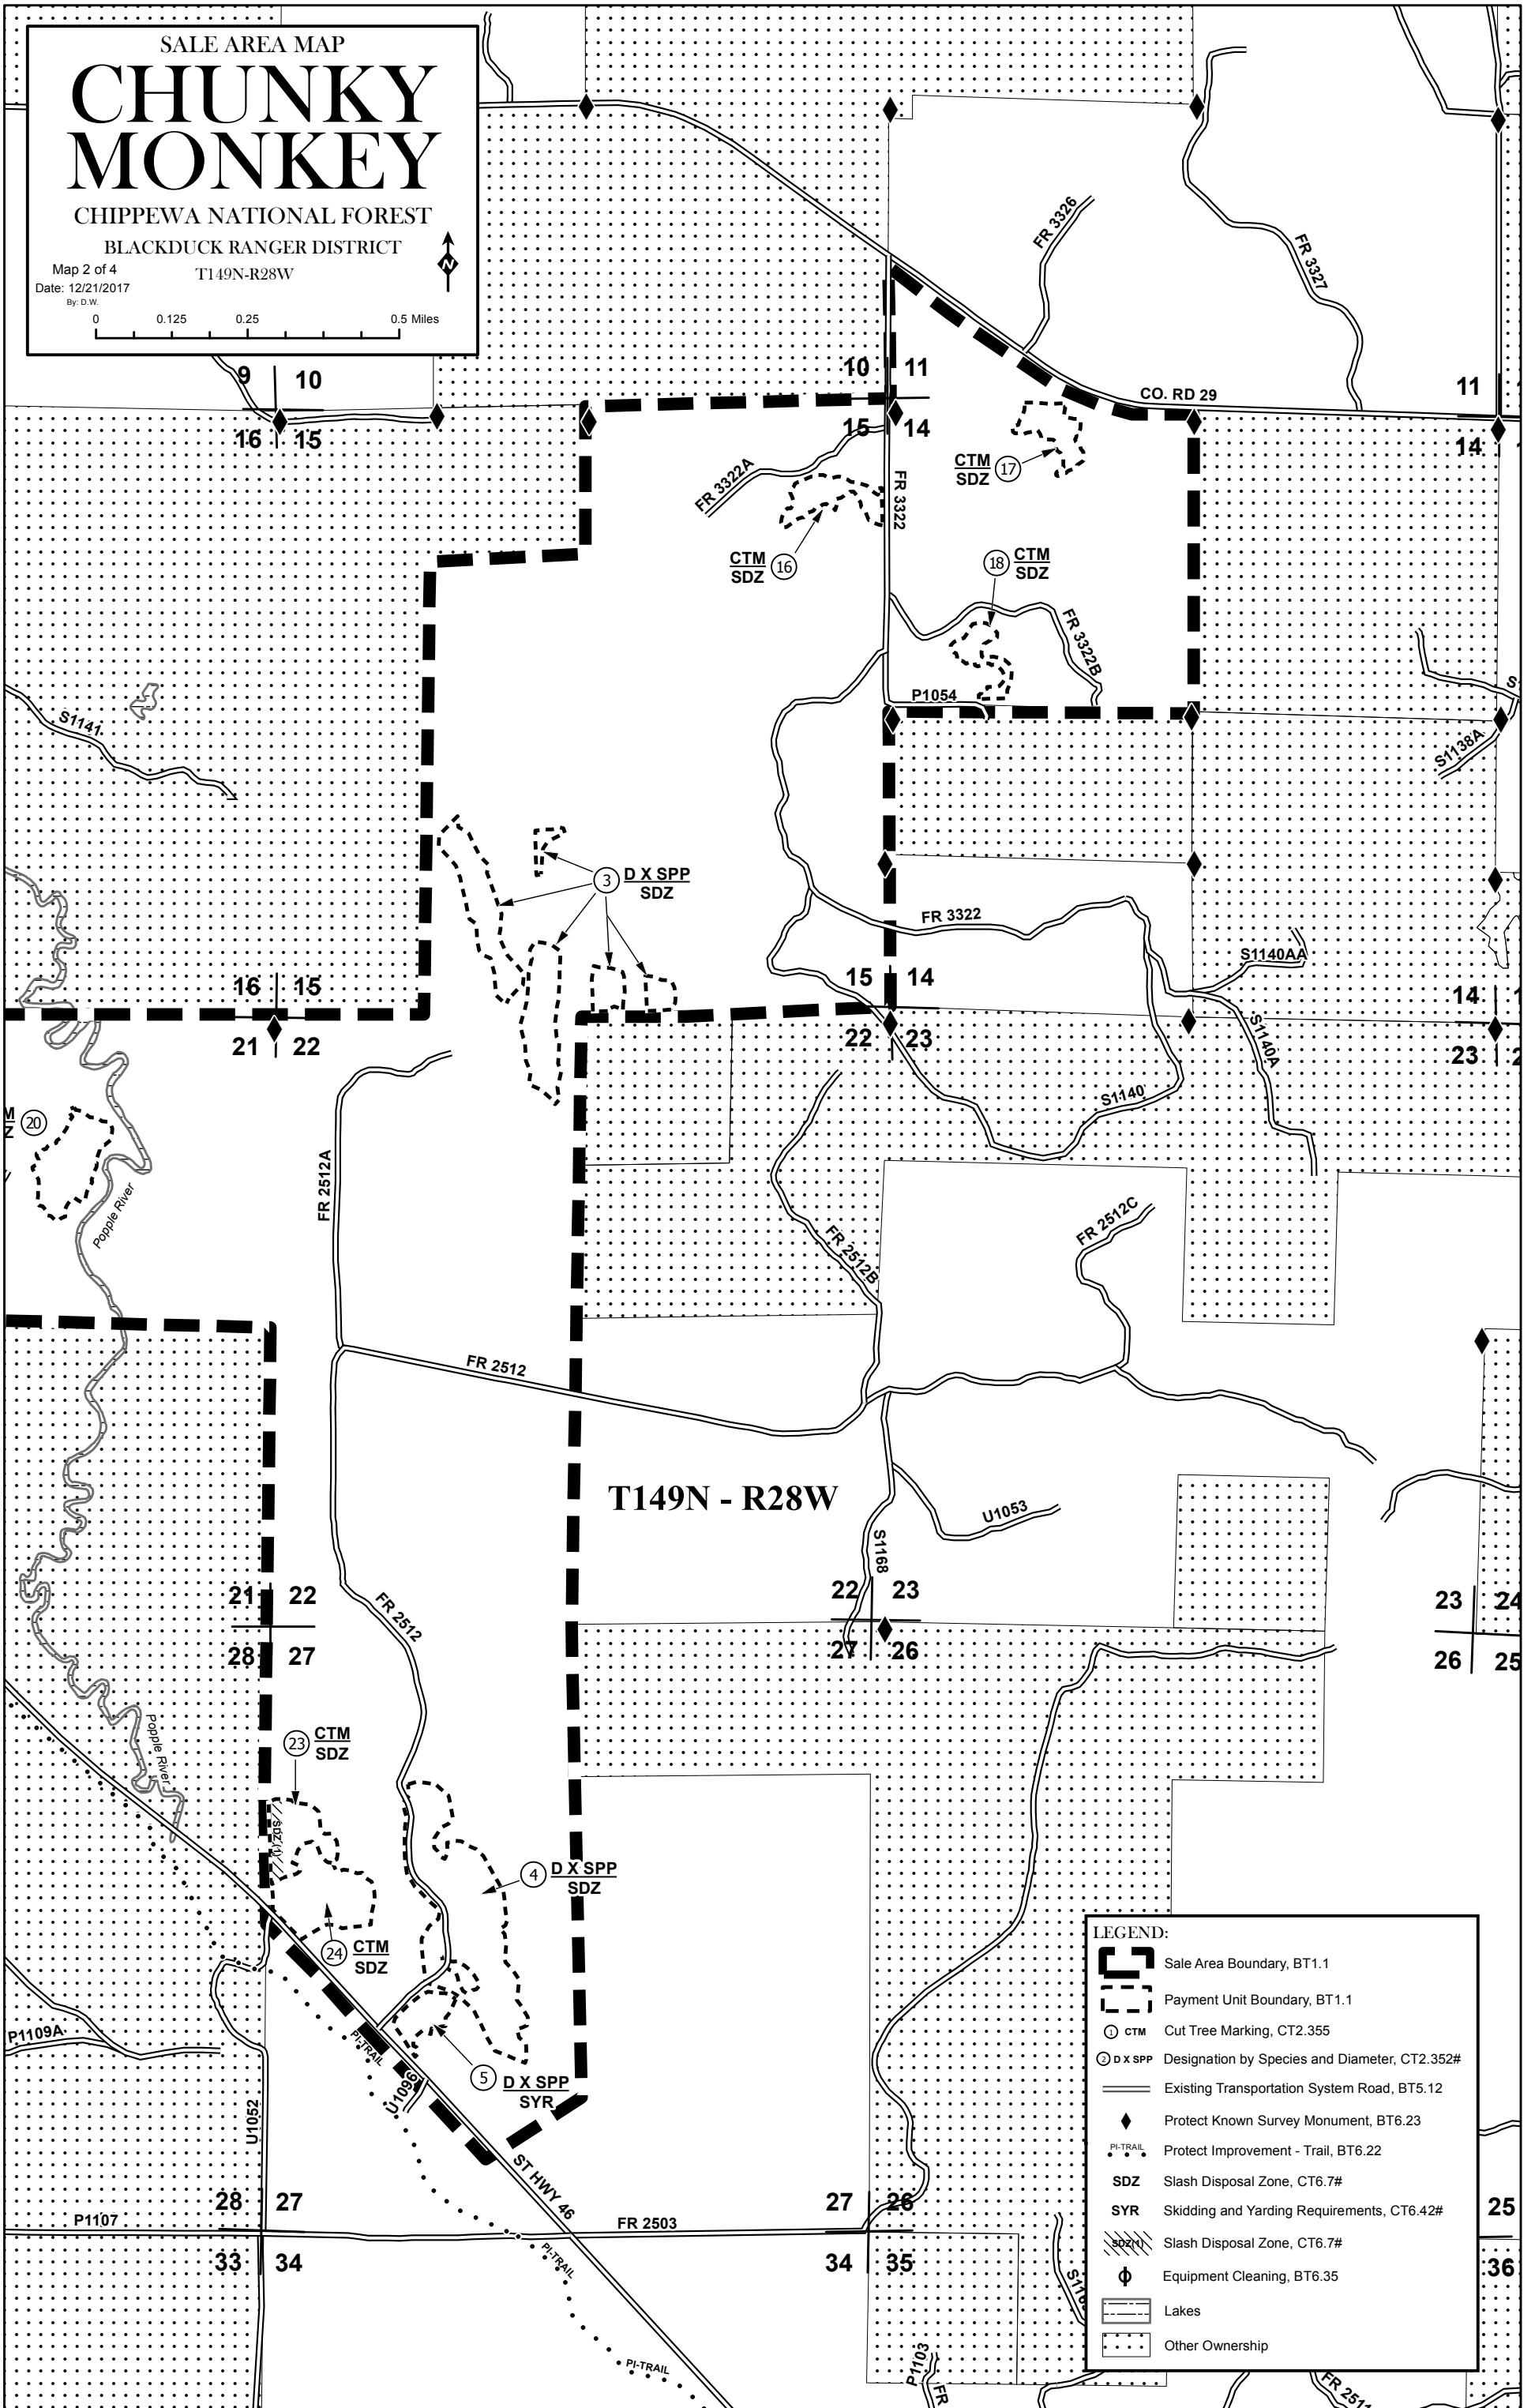 SALE AREA MAP
CHUNKY
MONKEY
CHIPPEWA NATIONAL FOREST
BLACKDUCK RANGER DISTRICT
T149N-R28W
Map 2 of 4
Date: 12/21/2017
By: D.W.
N
0 0.125 0.25 0.5 Miles
FR 3326
FR 3327
9 10
16 15
10 11
15 14
CO. RD 29
11
14
FR 3322A
FR 3322
CTM
SDZ 17
CTM
SDZ 16
18 CTM
SDZ
FR 3322B
P1054
S1141
S1138A
3 D X SPP
SDZ
FR 3322
S1140AA
16 15
21 22
15 14
22 23
14
23
S1140A
S1140
20
Popple River
FR 2512A
FR 2512B
FR 2512C
FR 2512
T149N - R28W
U1053
S1168
21 22
28 27
FR 2512
22 23
27 26
23 24
26 25
23 CTM
SDZ
Popple River
SDZ(1)
4 D X SPP
SDZ
24 CTM
SDZ
P1109A
PI-TRAIL
U1096
5 D X SPP
SYR
U1052
ST HWY 46
28 27
33 34
P1107
FR 2503
27 26
34 35
25
36
PI-TRAIL
PI-TRAIL
P1103
FR
FR 2511
LEGEND:
Sale Area Boundary, BT1.1
Payment Unit Boundary, BT1.1
1 CTM Cut Tree Marking, CT2.355
2 D X SPP Designation by Species and Diameter, CT2.352#
Existing Transportation System Road, BT5.12
Protect Known Survey Monument, BT6.23
PI-TRAIL Protect Improvement - Trail, BT6.22
SDZ Slash Disposal Zone, CT6.7#
SYR Skidding and Yarding Requirements, CT6.42#
SDZ(1) Slash Disposal Zone, CT6.7#
Equipment Cleaning, BT6.35
Lakes
Other Ownership